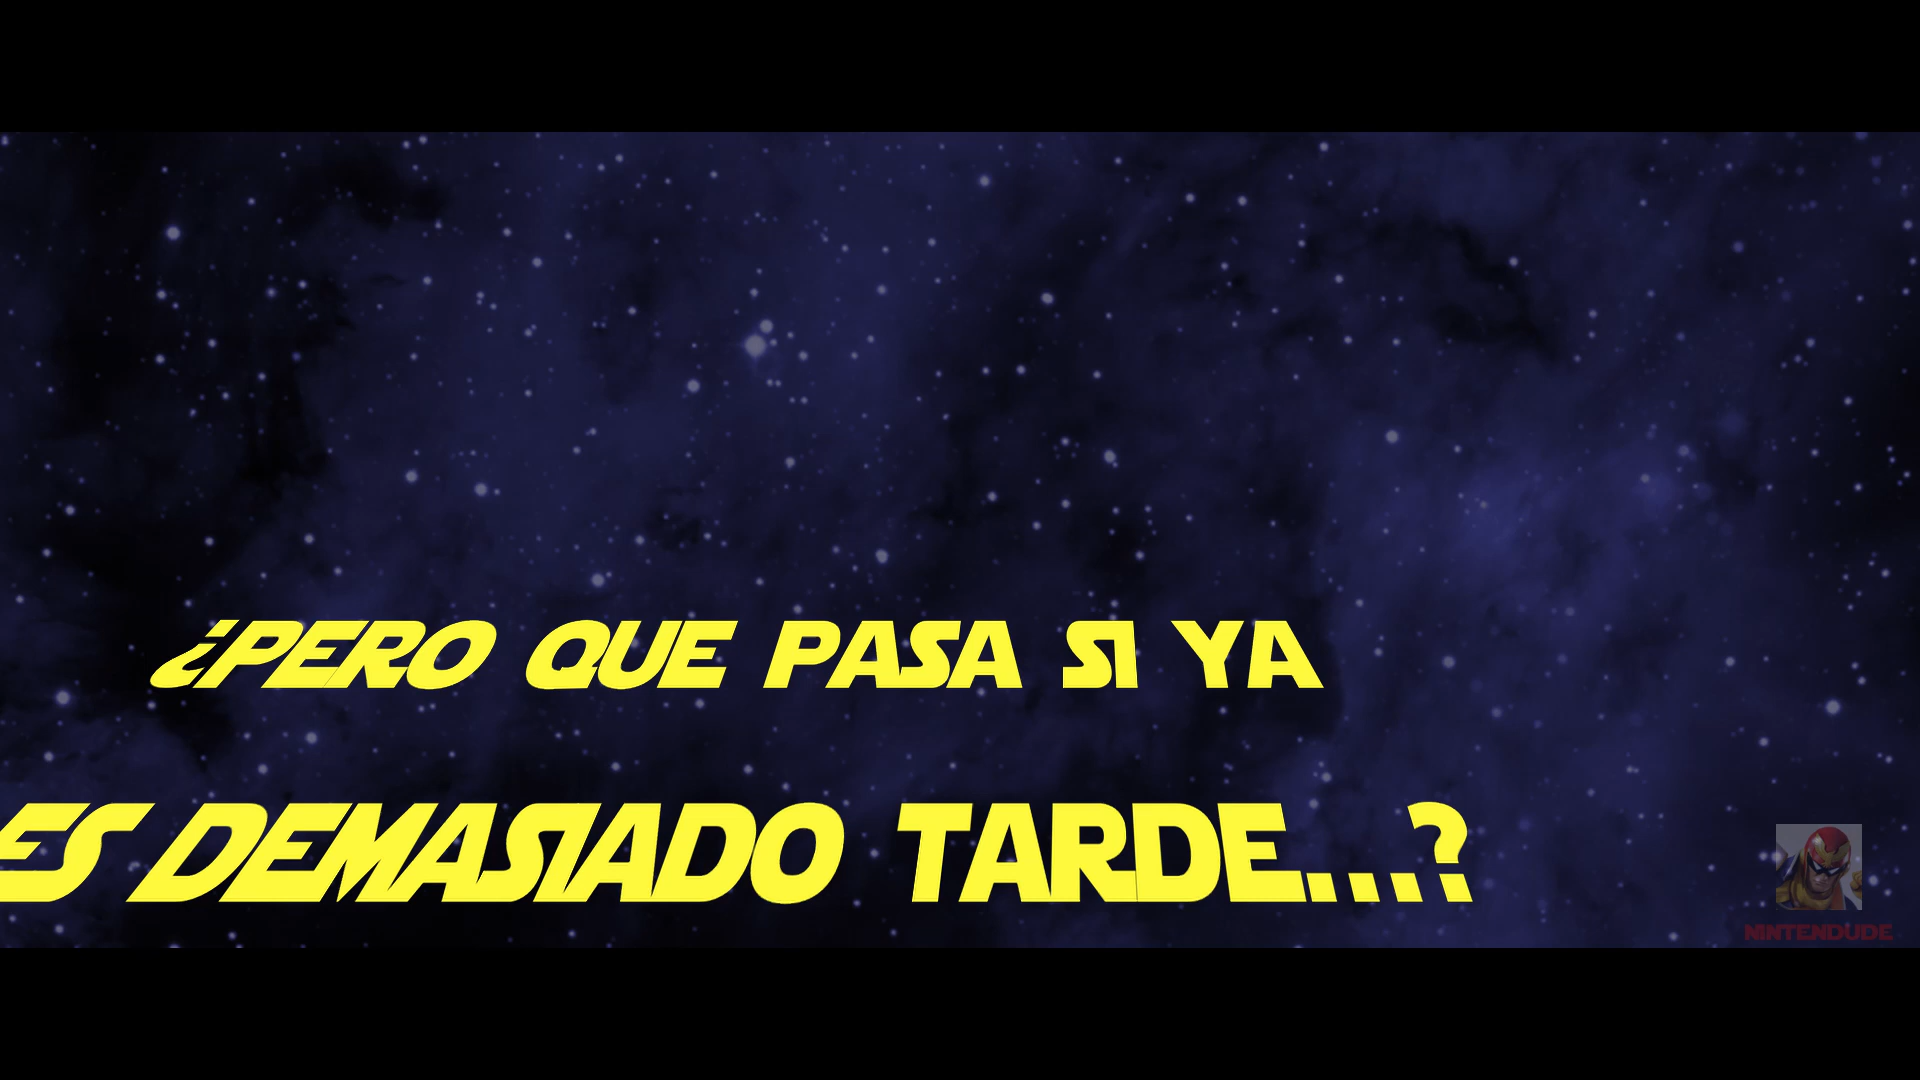 ¿PERO QUE PASA SI YA
ES DEMASIADO TARDE...?
NINTENDUDE